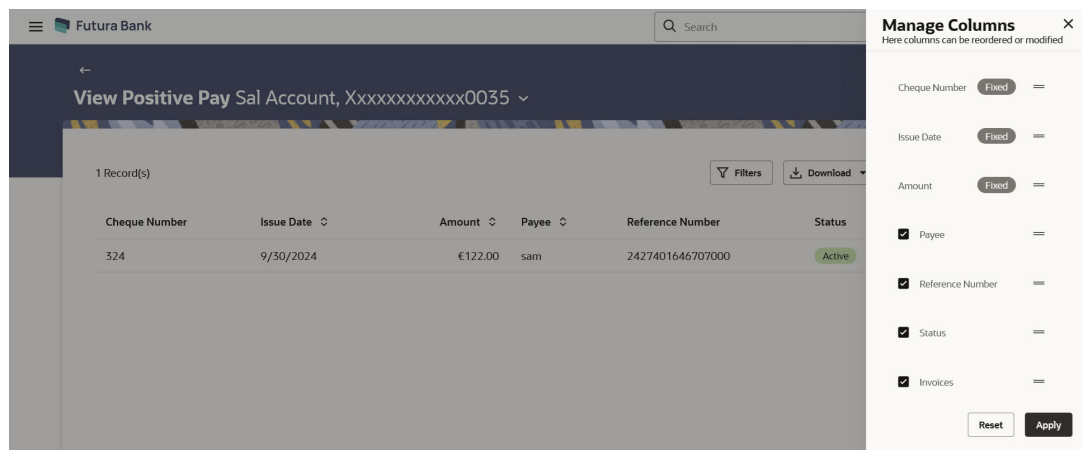 Futura Bank
Search
View Positive Pay Sal Account, Xxxxxxxxxxxx0035
1 Record(s)
Filters
Download
Cheque Number Issue Date Amount Payee Reference Number Status
324 9/30/2024 €122.00 sam 2427401646707000 Active
Manage Columns
Here columns can be reordered or modified
Cheque Number Fixed
Issue Date Fixed
Amount Fixed
Payee
Reference Number
Status
Invoices
Reset Apply